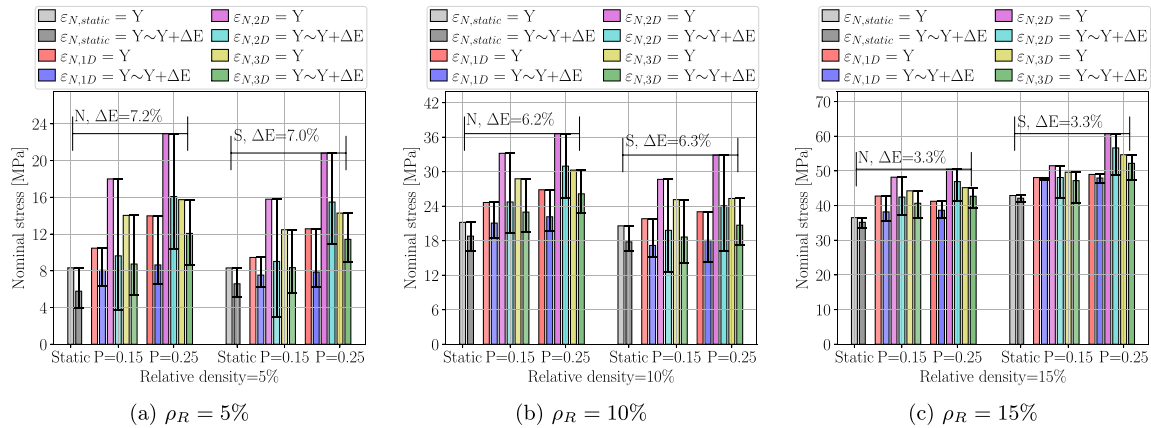 ε_{N,static} = Y
ε_{N,static} = Y~Y+ΔE
ε_{N,1D} = Y
ε_{N,1D} = Y~Y+ΔE
ε_{N,2D} = Y
ε_{N,2D} = Y~Y+ΔE
ε_{N,3D} = Y
ε_{N,3D} = Y~Y+ΔE
Nominal stress [MPa]
24
20
16
12
8
4
0
N, ΔE=7.2%
S, ΔE=7.0%
Static P=0.15 P=0.25 Static P=0.15 P=0.25
Relative density=5%
(a) ρ_R = 5%
ε_{N,static} = Y
ε_{N,static} = Y~Y+ΔE
ε_{N,1D} = Y
ε_{N,1D} = Y~Y+ΔE
ε_{N,2D} = Y
ε_{N,2D} = Y~Y+ΔE
ε_{N,3D} = Y
ε_{N,3D} = Y~Y+ΔE
Nominal stress [MPa]
42
36
30
24
18
12
6
0
N, ΔE=6.2%
S, ΔE=6.3%
Static P=0.15 P=0.25 Static P=0.15 P=0.25
Relative density=10%
(b) ρ_R = 10%
ε_{N,static} = Y
ε_{N,static} = Y~Y+ΔE
ε_{N,1D} = Y
ε_{N,1D} = Y~Y+ΔE
ε_{N,2D} = Y
ε_{N,2D} = Y~Y+ΔE
ε_{N,3D} = Y
ε_{N,3D} = Y~Y+ΔE
Nominal stress [MPa]
70
60
50
40
30
20
10
0
N, ΔE=3.3%
S, ΔE=3.3%
Static P=0.15 P=0.25 Static P=0.15 P=0.25
Relative density=15%
(c) ρ_R = 15%